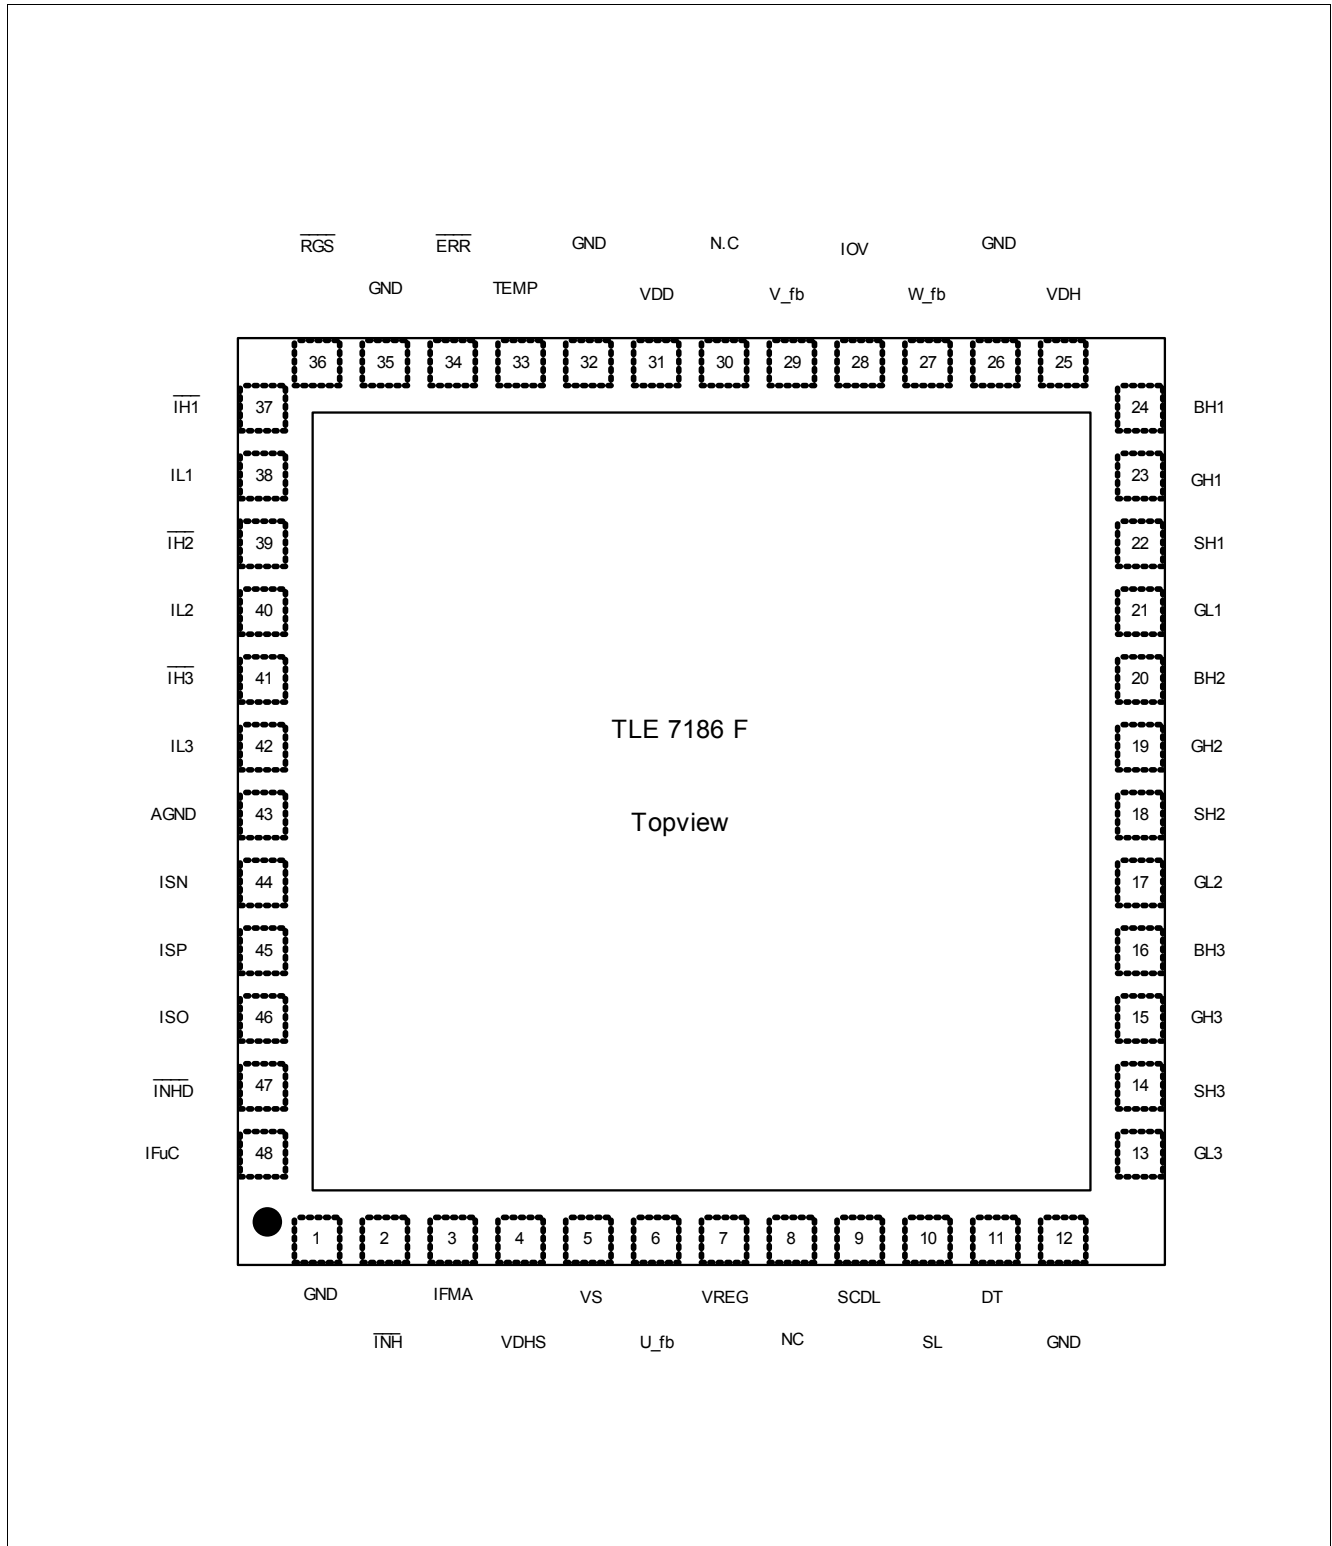 RGS ERR GND N.C IOV GND
GND TEMP VDD V_fb W_fb VDH
36 35 34 33 32 31 30 29 28 27 26 25
IH1 37 24 BH1
IL1 38 23 GH1
IH2 39 22 SH1
IL2 40 21 GL1
IH3 41 20 BH2
IL3 42 19 GH2
TLE 7186 F
AGND 43 18 SH2
Topview
ISN 44 17 GL2
ISP 45 16 BH3
ISO 46 15 GH3
INHD 47 14 SH3
IFuC 48 13 GL3
1 2 3 4 5 6 7 8 9 10 11 12
GND IFMA VS VREG SCDL DT
INH VDHS U_fb NC SL GND